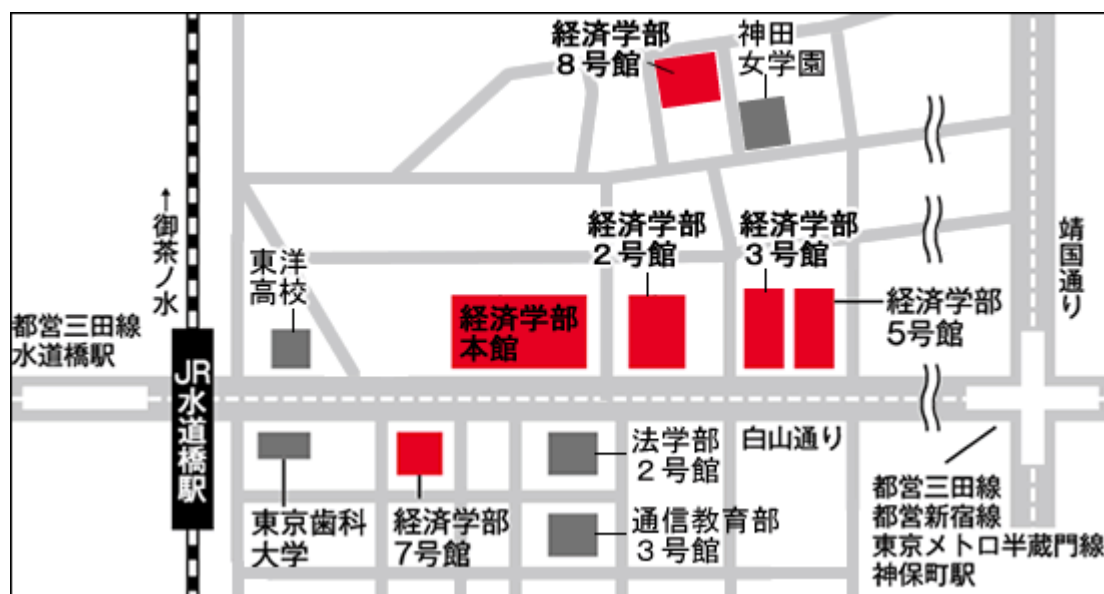 経済学部
8号館
神田
女学園
←御茶ノ水
東洋
高校
経済学部
2号館
経済学部
3号館
靖国通り
都営三田線
水道橋駅
経済学部
本館
経済学部
5号館
JR水道橋駅
白山通り
東京歯科
大学
経済学部
7号館
法学部
2号館
通信教育部
3号館
都営三田線
都営新宿線
東京メトロ半蔵門線
神保町駅